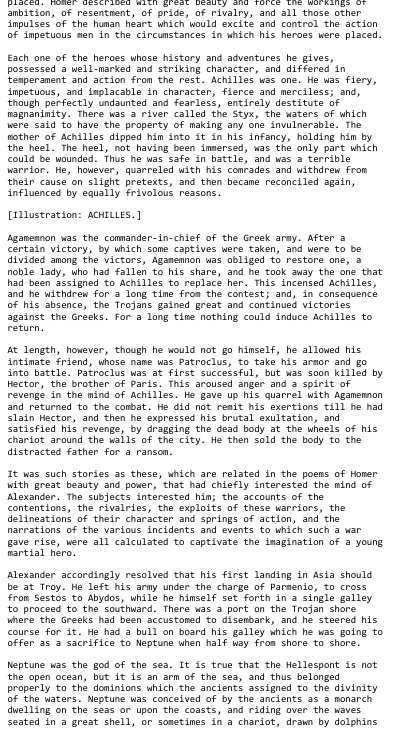 placed. Homer described with great beauty and force the workings of
ambition, of resentment, of pride, of rivalry, and all those other
impulses of the human heart which would excite and control the action
of impetuous men in the circumstances in which his heroes were placed.

Each one of the heroes whose history and adventures he gives,
possessed a well-marked and striking character, and differed in
temperament and action from the rest. Achilles was one. He was fiery,
impetuous, and implacable in character, fierce and merciless; and,
though perfectly undaunted and fearless, entirely destitute of
magnanimity. There was a river called the Styx, the waters of which
were said to have the property of making any one invulnerable. The
mother of Achilles dipped him into it in his infancy, holding him by
the heel. The heel, not having been immersed, was the only part which
could be wounded. Thus he was safe in battle, and was a terrible
warrior. He, however, quarreled with his comrades and withdrew from
their cause on slight pretexts, and then became reconciled again,
influenced by equally frivolous reasons.

[Illustration: ACHILLES.]

Agamemnon was the commander-in-chief of the Greek army. After a
certain victory, by which some captives were taken, and were to be
divided among the victors, Agamemnon was obliged to restore one, a
noble lady, who had fallen to his share, and he took away the one that
had been assigned to Achilles to replace her. This incensed Achilles,
and he withdrew for a long time from the contest; and, in consequence
of his absence, the Trojans gained great and continued victories
against the Greeks. For a long time nothing could induce Achilles to
return.

At length, however, though he would not go himself, he allowed his
intimate friend, whose name was Patroclus, to take his armor and go
into battle. Patroclus was at first successful, but was soon killed by
Hector, the brother of Paris. This aroused anger and a spirit of
revenge in the mind of Achilles. He gave up his quarrel with Agamemnon
and returned to the combat. He did not remit his exertions till he had
slain Hector, and then he expressed his brutal exultation, and
satisfied his revenge, by dragging the dead body at the wheels of his
chariot around the walls of the city. He then sold the body to the
distracted father for a ransom.

It was such stories as these, which are related in the poems of Homer
with great beauty and power, that had chiefly interested the mind of
Alexander. The subjects interested him; the accounts of the
contentions, the rivalries, the exploits of these warriors, the
delineations of their character and springs of action, and the
narrations of the various incidents and events to which such a war
gave rise, were all calculated to captivate the imagination of a young
martial hero.

Alexander accordingly resolved that his first landing in Asia should
be at Troy. He left his army under the charge of Parmenio, to cross
from Sestos to Abydos, while he himself set forth in a single galley
to proceed to the southward. There was a port on the Trojan shore
where the Greeks had been accustomed to disembark, and he steered his
course for it. He had a bull on board his galley which he was going to
offer as a sacrifice to Neptune when half way from shore to shore.

Neptune was the god of the sea. It is true that the Hellespont is not
the open ocean, but it is an arm of the sea, and thus belonged
properly to the dominions which the ancients assigned to the divinity
of the waters. Neptune was conceived of by the ancients as a monarch
dwelling on the seas or upon the coasts, and riding over the waves
seated in a great shell, or sometimes in a chariot, drawn by dolphins